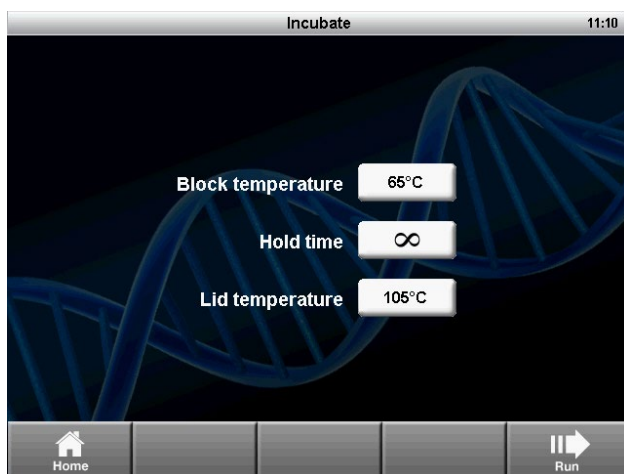 Incubate 11:10
Block temperature 65°C
Hold time ∞
Lid temperature 105°C
Home Run